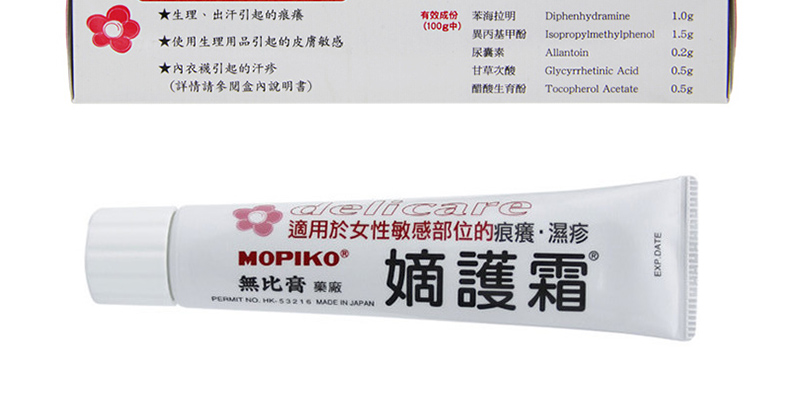 ★生理、出汗引起的痕癢
★使用生理用品引起的皮膚敏感
★內衣襪引起的汗疹
(詳情請參閱盒內說明書)
有效成份 苯海拉明 Diphenhydramine 1.0g
(100g中) 異丙基甲酚 Isopropylmethylphenol 1.5g
尿囊素 Allantoin 0.2g
甘草次酸 Glycyrrhetinic Acid 0.5g
醋酸生育酚 Tocopherol Acetate 0.5g
delicare
適用於女性敏感部位的痕癢·濕疹
MOPIKO®
無比膏 藥廠
嫡護霜®
PERMIT NO. HK-53216 MADE IN JAPAN
EXP.DATE